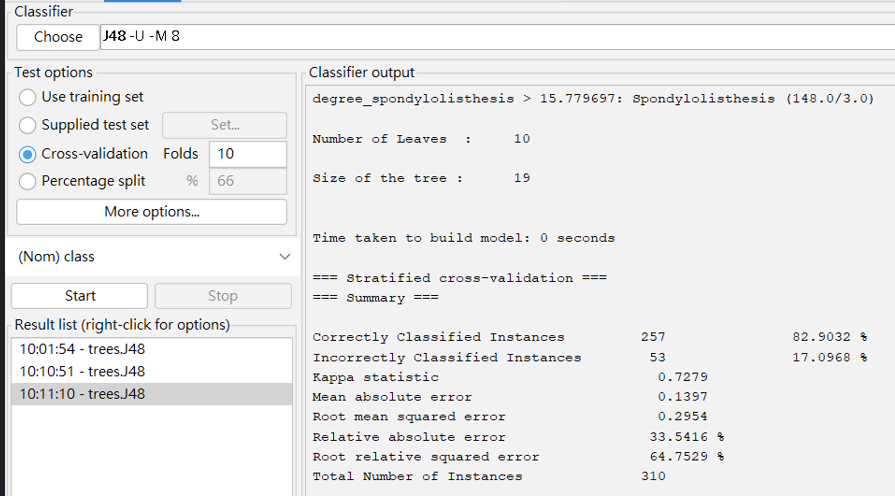 Classifier
Choose J48 -U -M 8
Test options
Use training set
Supplied test set Set...
Cross-validation Folds 10
Percentage split % 66
More options...
(Nom) class
Start Stop
Result list (right-click for options)
10:01:54 - trees.J48
10:10:51 - trees.J48
10:11:10 - trees.J48
Classifier output
degree_spondylolisthesis > 15.779697: Spondylolisthesis (148.0/3.0)
Number of Leaves : 10
Size of the tree : 19
Time taken to build model: 0 seconds
=== Stratified cross-validation ===
=== Summary ===
Correctly Classified Instances 257 82.9032 %
Incorrectly Classified Instances 53 17.0968 %
Kappa statistic 0.7279
Mean absolute error 0.1397
Root mean squared error 0.2954
Relative absolute error 33.5416 %
Root relative squared error 64.7529 %
Total Number of Instances 310